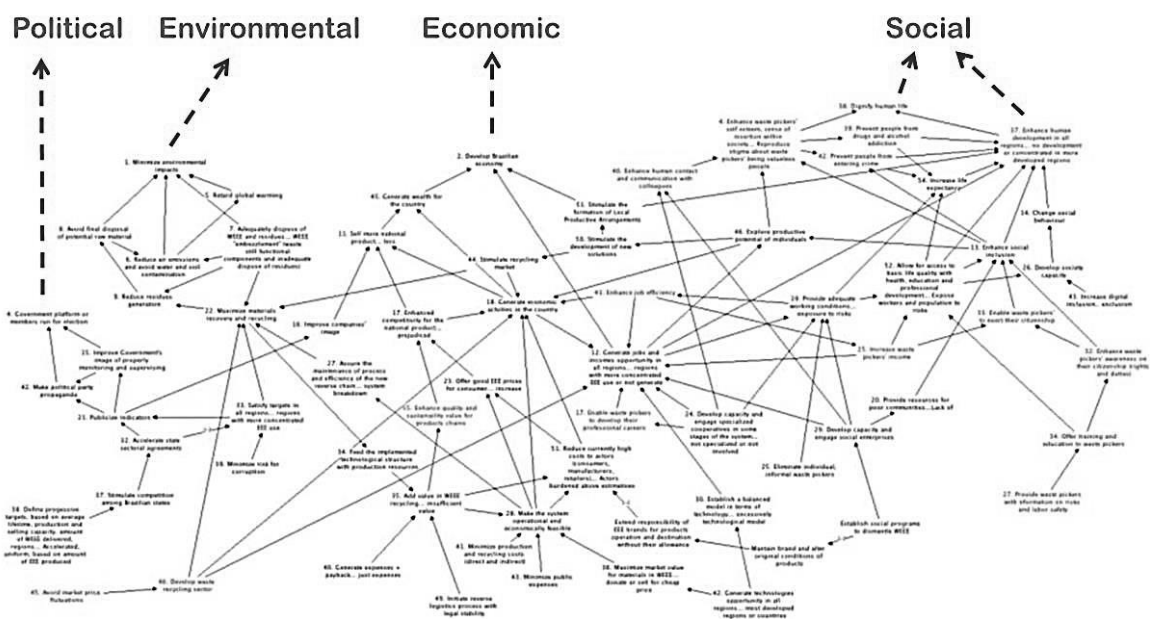 Political Environmental Economic Social
56. Dignify human life
4. Enhance waste pickers'
self esteem, sense of
insertion within
society... Reproduce
stigma about waste
pickers' being valueless
people
39. Prevent people from
drugs and alcohol
addiction
42. Prevent people from
entering crime
37. Enhance human
development in all
regions... no development
or concentrated in more
developed regions
54. Increase life
expectancy
40. Enhance human contact
and communication with
colleagues
1. Minimize environmental
impacts
2. Develop Brazilian
economy
5. Retard global warming
45. Generate wealth for
the country
51. Stimulate the
formation of Local
Productive Arrangements
14. Change social
behaviour
6. Avoid final disposal
of potential raw material
7. Adequately dispose of
WEEE and residues... WEEE
"embezzlement" (waste
still functional
components and inadequate
dispose of residues)
11. Sell more national
product... less
50. Stimulate the
development of new
solutions
46. Explore productive
potential of individuals
13. Enhance social
inclusion
8. Reduce air emissions
and avoid water and soil
contamination
44. Stimulate recycling
market
52. Allow for access to
basic life quality with
health, education and
professional
development... Expose
workers and population to
risks
26. Develop society
capacity
43. Increase digital
inclusion, exclusion
9. Reduce residues
generation
22. Maximize materials
recovery and recycling
18. Generate economic
activities in the country
41. Enhance job efficiency
19. Provide adequate
working conditions...
exposure to risks
4. Government platform or
members run for election
16. Improve companies'
image
17. Enhanced
competitivity for the
national product...
prejudiced
33. Enable waste pickers'
to exert their citizenship
12. Generate jobs and
incomes opportunity in
all regions... regions
with more concentrated
EEE use or not generate
25. Increase waste
pickers' income
32. Enhance waste
pickers' awareness on
their citizenship (rights
and duties)
15. Improve Government's
image of properly
monitoring and supervising
27. Assure the
maintenance of process
and efficiency of the new
reverse chain... system
breakdown
23. Offer good EEE prices
for consumer... increase
42. Make political party
propaganda
21. Publicize indicators
33. Satisfy targets in
all regions... regions
with more concentrated
EEE use
55. Enhance quality and
sustainability value for
products chains
17. Enable waste pickers
to develop their
professional careers
24. Develop capacity and
engage specialized
cooperatives in some
stages of the system...
not specialized or not
involved
20. Provide resources for
poor communities...Lack of
29. Develop capacity and
engage social enterprises
32. Accelerate state
sectoral agreements
30. Minimize risk for
corruption
34. Feed the implemented
technological structure
with production resources
53. Reduce currently high
costs to actors
(consumers,
manufacturers,
retailers)... Actors
burdened above estimations
25. Eliminate individual,
informal waste pickers
34. Offer training and
education to waste pickers
37. Stimulate competition
among Brazilian states
35. Add value in WEEE
recycling... insufficient
value
30. Establish a balanced
model in terms of
technology... excessively
technological model
27. Provide waste pickers
with information on risks
and labor safety
38. Define progressive
targets, based on average
lifetime, production and
selling capacity, amount
of WEEE delivered,
regions... Accelerated,
uniform, based on amount
of EEE produced
28. Make the system
operational and
economically feasible
Extend responsibility of
EEE brands for products
operation and destination
without their allowance
Establish social programs
to dismantle WEEE
41. Minimize production
and recycling costs
(direct and indirect)
Mantain brand and alter
original conditions of
products
40. Generate expenses +
payback... just expenses
43. Minimize public
expenses
38. Maximize market value
for materials in WEEE...
donate or sell for cheap
price
46. Develop waste
recycling sector
45. Avoid market price
fluctuations
49. Initiate reverse
logistics process with
legal stability
42. Generate technologies
opportunity in all
regions... most developed
regions or countries